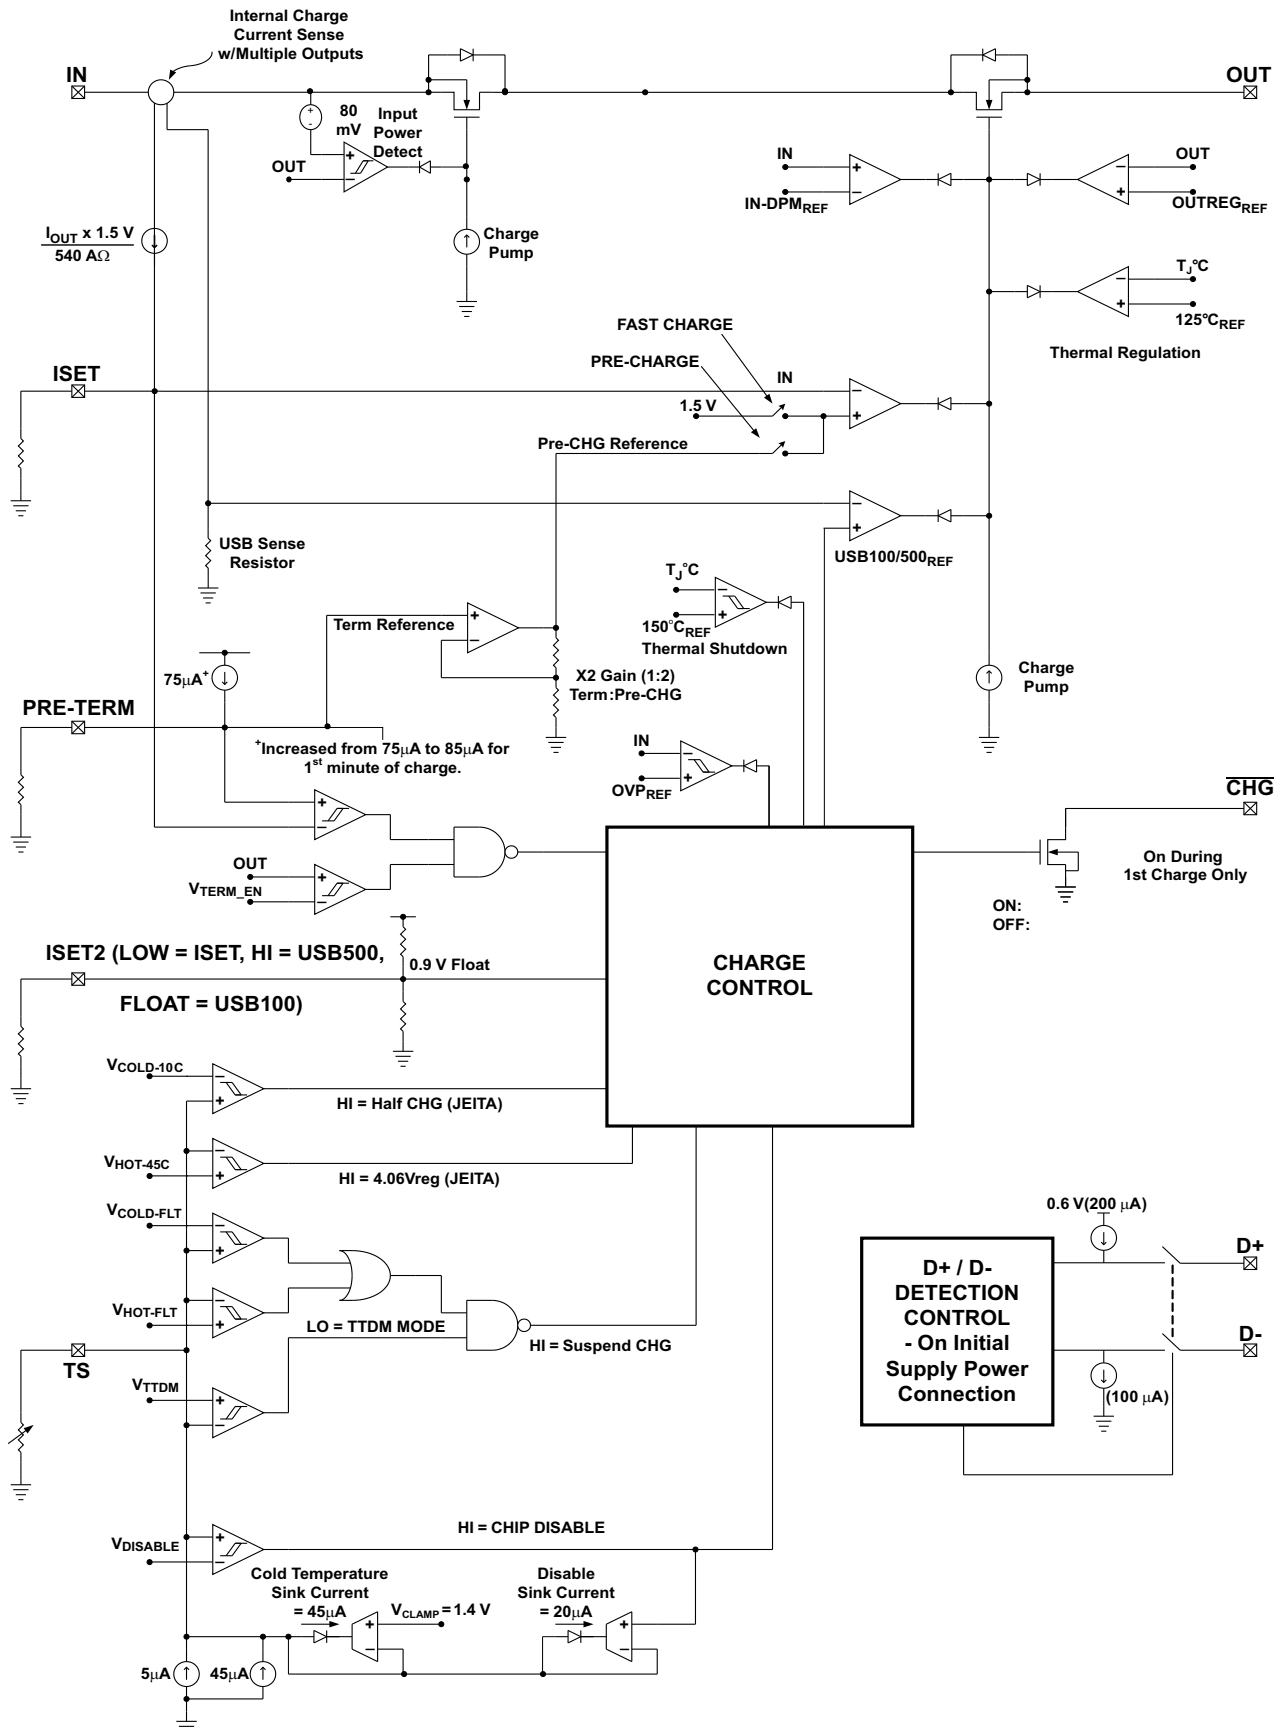 Internal Charge
Current Sense
w/Multiple Outputs
IN
OUT
80
mV
+
-
Input
Power
Detect
+
−
OUT
Charge
Pump
IN
IN-DPMREF
+
−
OUT
OUTREGREF
−
+
IOUT x 1.5 V
540 AΩ
TJ°C
125°CREF
−
+
Thermal Regulation
FAST CHARGE
PRE-CHARGE
ISET
IN
1.5 V
−
+
Pre-CHG Reference
−
+
USB100/500REF
USB Sense
Resistor
TJ°C
150°CREF
−
+
Thermal Shutdown
Term Reference
+
−
X2 Gain (1:2)
Term:Pre-CHG
75µA+
Charge
Pump
PRE-TERM
+Increased from 75µA to 85µA for
1st minute of charge.
IN
OVPREF
−
+
CHG
+
−
OUT
VTERM_EN
+
−
On During
1st Charge Only
ON:
OFF:
ISET2 (LOW = ISET, HI = USB500,
FLOAT = USB100)
0.9 V Float
CHARGE
CONTROL
VCOLD-10C
−
+
HI = Half CHG (JEITA)
VHOT-45C
−
+
HI = 4.06Vreg (JEITA)
VCOLD-FLT
−
+
VHOT-FLT
−
+
LO = TTDM MODE
HI = Suspend CHG
TS
VTTDM
+
−
0.6 V(200 µA)
D+
D-
D+ / D-
DETECTION
CONTROL
- On Initial
Supply Power
Connection
(100 µA)
VDISABLE
+
−
HI = CHIP DISABLE
Cold Temperature
Sink Current
= 45µA
+
−
VCLAMP = 1.4 V
Disable
Sink Current
= 20µA
+
−
5µA
45µA